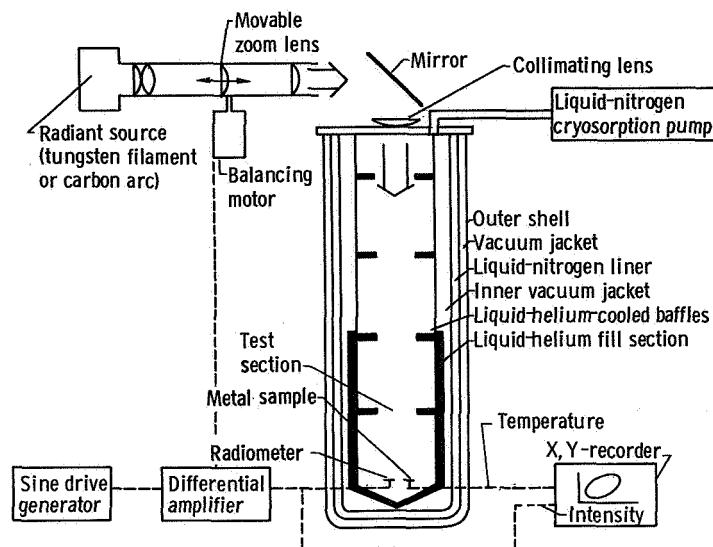 Movable
zoom lens
Mirror
Collimating lens
Liquid-nitrogen
cryosorption pump
Radiant source
(tungsten filament
or carbon arc)
Balancing
motor
Outer shell
Vacuum jacket
Liquid-nitrogen liner
Inner vacuum jacket
Liquid-helium-cooled baffles
Liquid-helium fill section
Test
section
Metal sample
Radiometer
Temperature
X, Y-recorder
Intensity
Sine drive
generator
Differential
amplifier